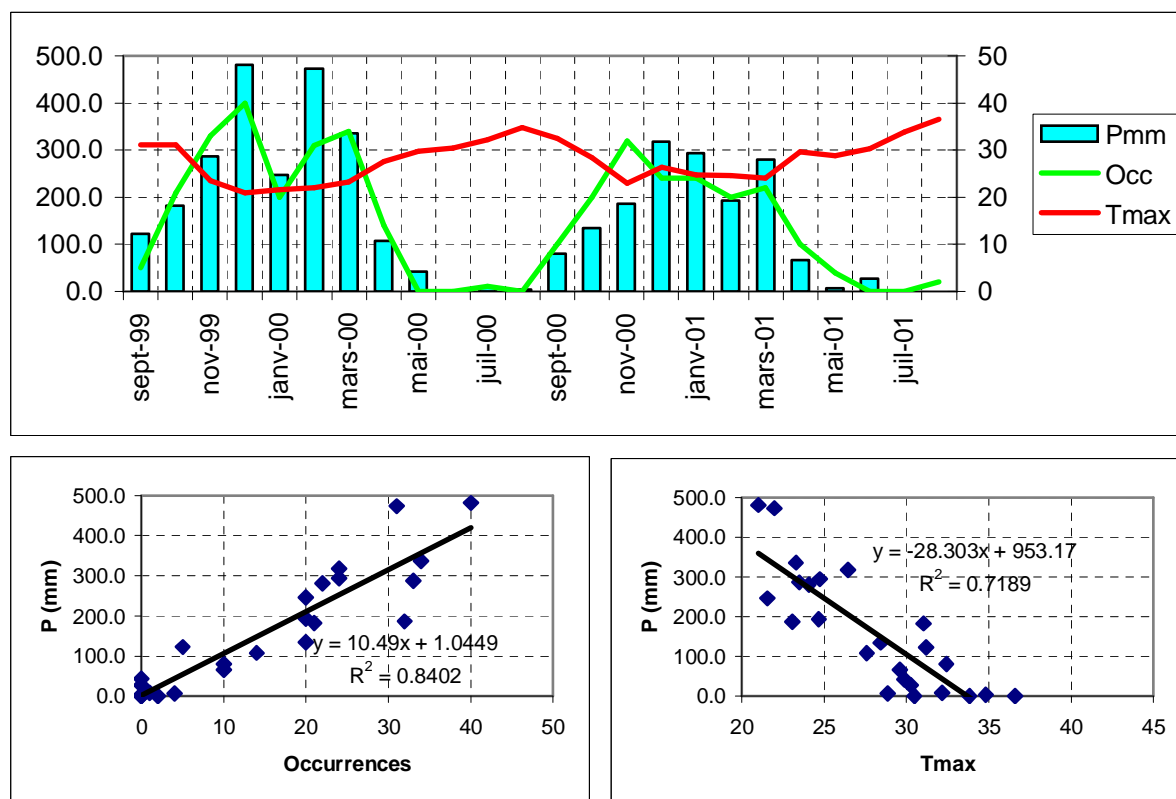 500.0
400.0
300.0
200.0
100.0
0.0
50
40
30
20
10
0
sept-99
nov-99
janv-00
mars-00
mai-00
juil-00
sept-00
nov-00
janv-01
mars-01
mai-01
juil-01
Pmm
Occ
Tmax
P (mm)
500.0
400.0
300.0
200.0
100.0
0.0
y = 10.49x + 1.0449
R² = 0.8402
0 10 20 30 40 50
Occurrences
P (mm)
500.0
400.0
300.0
200.0
100.0
0.0
y = -28.303x + 953.17
R² = 0.7189
20 25 30 35 40 45
Tmax